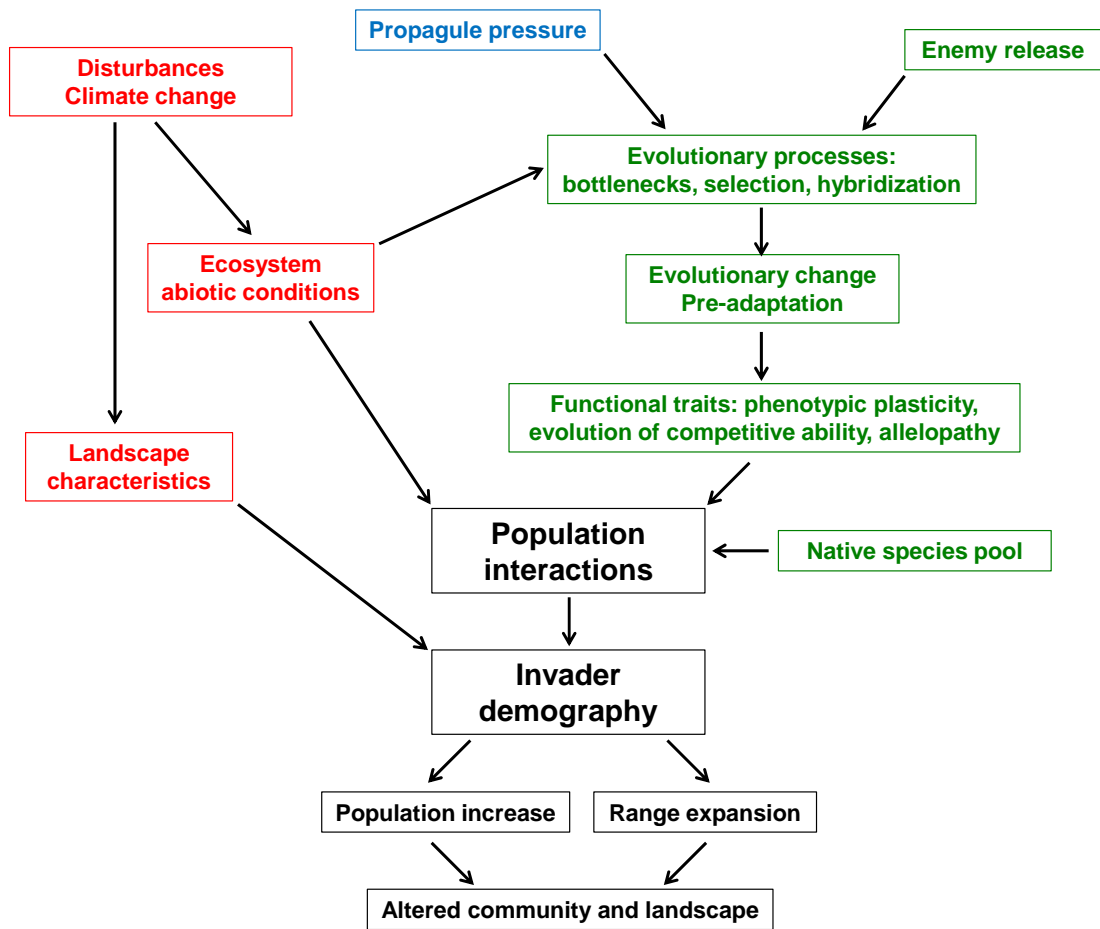 Propagule pressure
Enemy release
Disturbances
Climate change
Evolutionary processes:
bottlenecks, selection, hybridization
Ecosystem
abiotic conditions
Evolutionary change
Pre-adaptation
Functional traits: phenotypic plasticity,
evolution of competitive ability, allelopathy
Landscape
characteristics
Population
interactions
Native species pool
Invader
demography
Population increase
Range expansion
Altered community and landscape